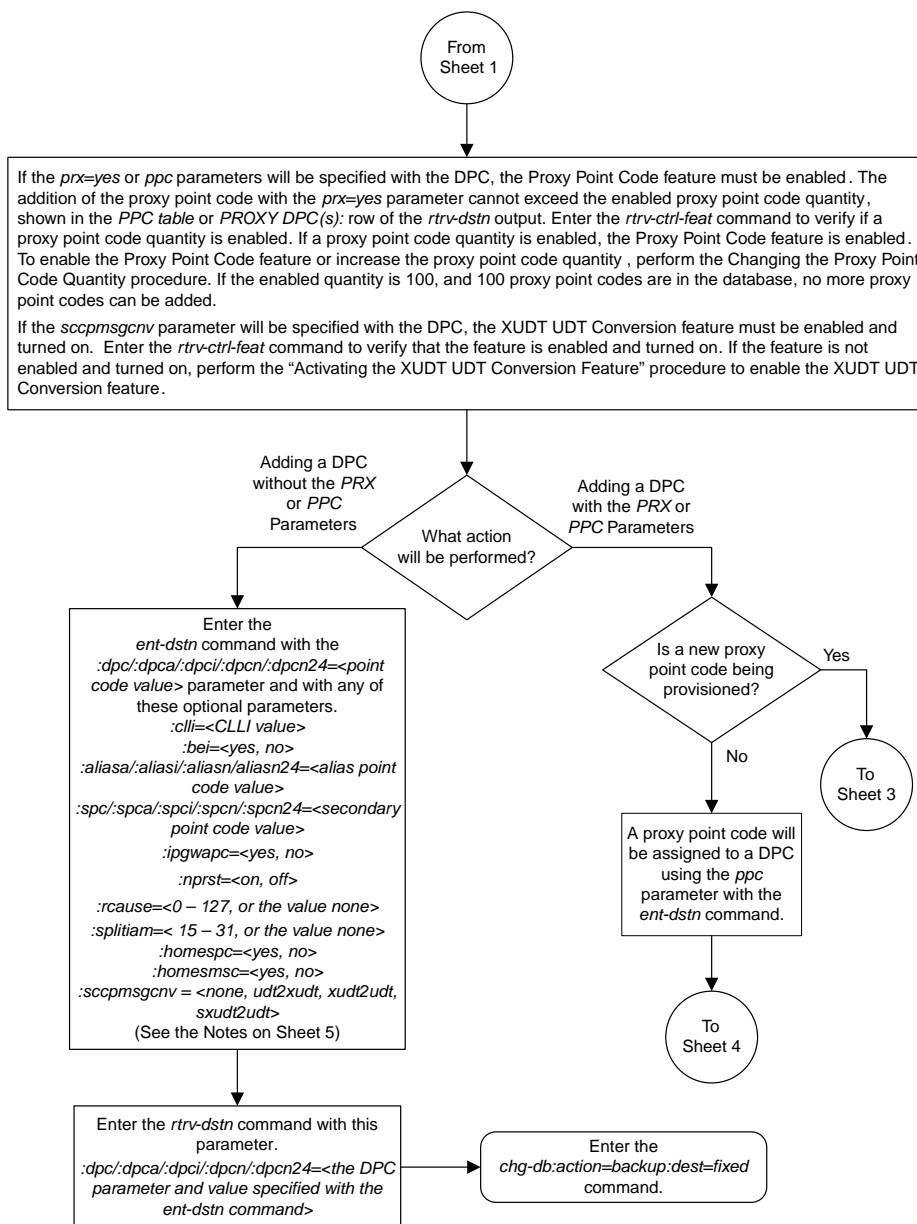 From
Sheet 1
If the prx=yes or ppc parameters will be specified with the DPC, the Proxy Point Code feature must be enabled. The
addition of the proxy point code with the prx=yes parameter cannot exceed the enabled proxy point code quantity,
shown in the PPC table or PROXY DPC(s): row of the rtrv-dstn output. Enter the rtrv-ctrl-feat command to verify if a
proxy point code quantity is enabled. If a proxy point code quantity is enabled, the Proxy Point Code feature is enabled.
To enable the Proxy Point Code feature or increase the proxy point code quantity , perform the Changing the Proxy Point
Code Quantity procedure. If the enabled quantity is 100, and 100 proxy point codes are in the database, no more proxy
point codes can be added.
If the sccpmsgcnv parameter will be specified with the DPC, the XUDT UDT Conversion feature must be enabled and
turned on. Enter the rtrv-ctrl-feat command to verify that the feature is enabled and turned on. If the feature is not
enabled and turned on, perform the “Activating the XUDT UDT Conversion Feature” procedure to enable the XUDT UDT
Conversion feature.
Adding a DPC
without the PRX
or PPC
Parameters
What action
will be performed?
Adding a DPC
with the PRX or
PPC Parameters
Enter the
ent-dstn command with the
:dpc/:dpca/:dpci/:dpcn/:dpcn24=<point
code value> parameter and with any of
these optional parameters.
:clli=<CLLI value>
:bei=<yes, no>
:aliasa/:aliasi/:aliasn/aliasn24=<alias point
code value>
:spc/:spca/:spci/:spcn/:spcn24=<secondary
point code value>
:ipgwapc=<yes, no>
:nprst=<on, off>
:rcause=<0 – 127, or the value none>
:splitiam=< 15 – 31, or the value none>
:homespc=<yes, no>
:homesmsc=<yes, no>
:sccpmsgcnv = <none, udt2xudt, xudt2udt,
sxudt2udt>
(See the Notes on Sheet 5)
Is a new proxy
point code being
provisioned?
Yes
No
To
Sheet 3
A proxy point code will
be assigned to a DPC
using the ppc
parameter with the
ent-dstn command.
To
Sheet 4
Enter the rtrv-dstn command with this
parameter.
:dpc/:dpca/:dpci/:dpcn/:dpcn24=<the DPC
parameter and value specified with the
ent-dstn command>
Enter the
chg-db:action=backup:dest=fixed
command.